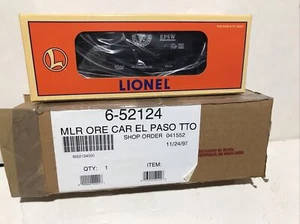 L
EPSW
LIONEL
6-52124
MLR ORE CAR EL PASO TTO
SHOP ORDER 041552
11/24/97
QTY: 1 ITEM: